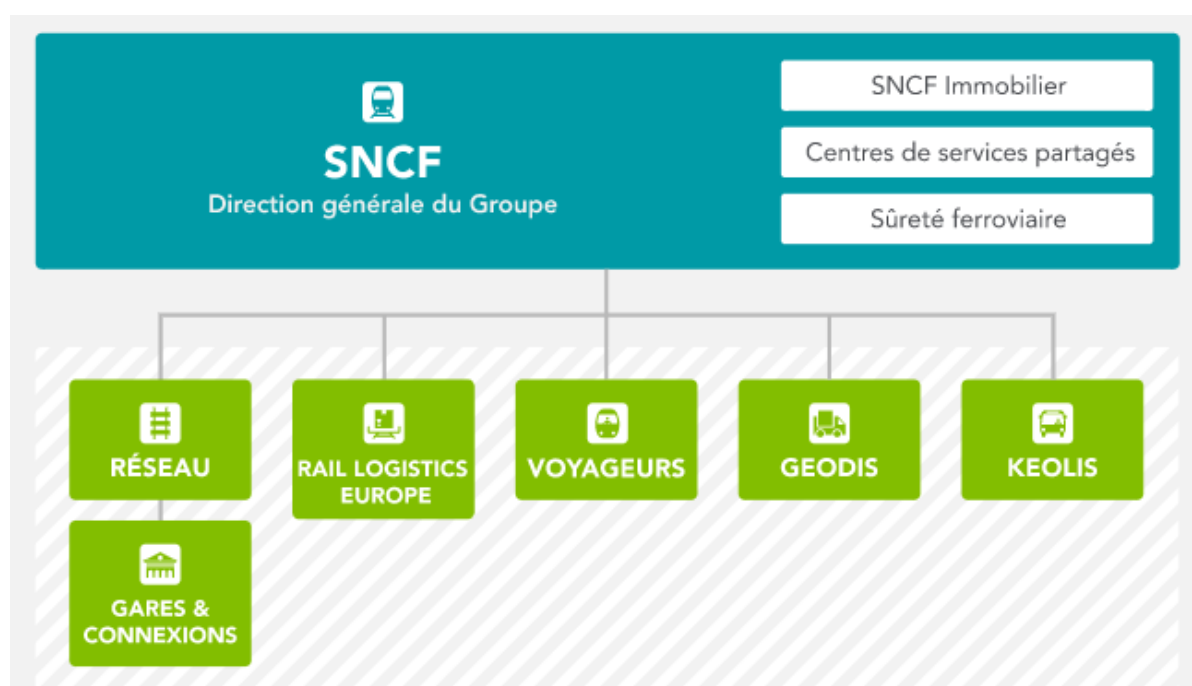 SNCF
Direction générale du Groupe
SNCF Immobilier
Centres de services partagés
Sûreté ferroviaire
RÉSEAU
RAIL LOGISTICS
EUROPE
VOYAGEURS
GEODIS
KEOLIS
GARES &
CONNEXIONS